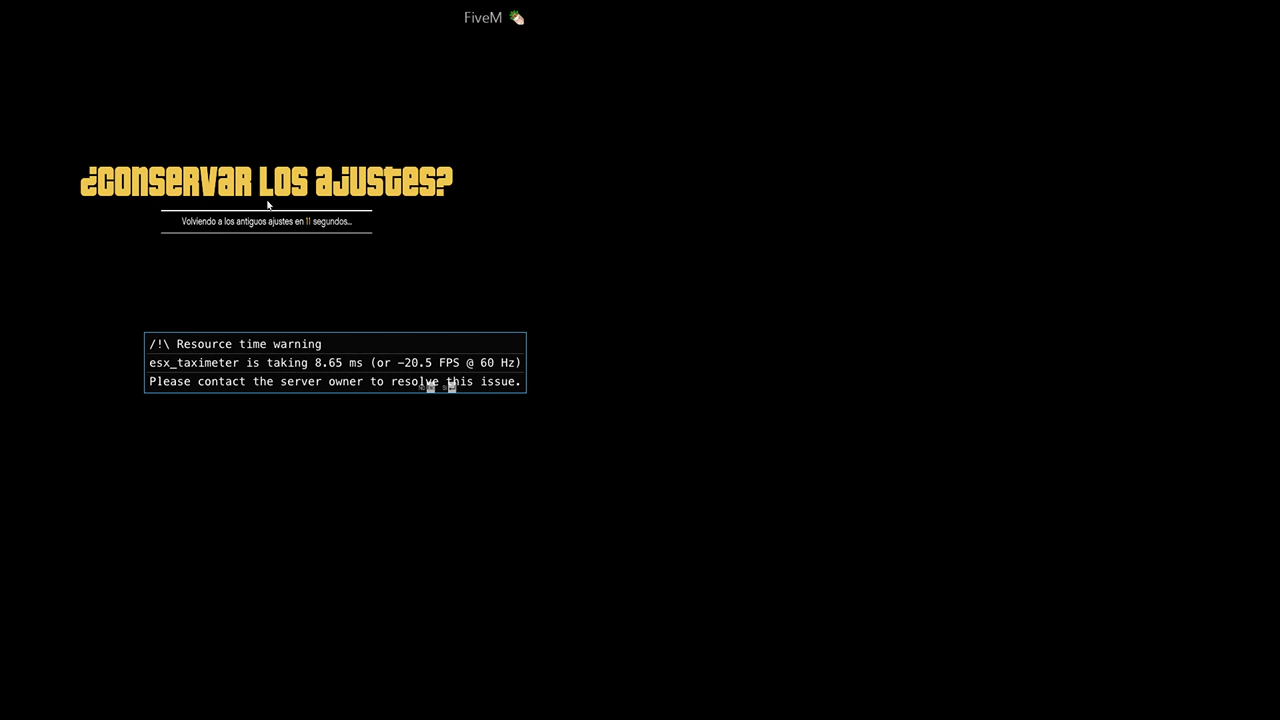 FiveM
¿Conservar los ajustes?
Volviendo a los antiguos ajustes en 11 segundos...
/!\ Resource time warning
esx_taximeter is taking 8.65 ms (or -20.5 FPS @ 60 Hz)
Please contact the server owner to resolve this issue.